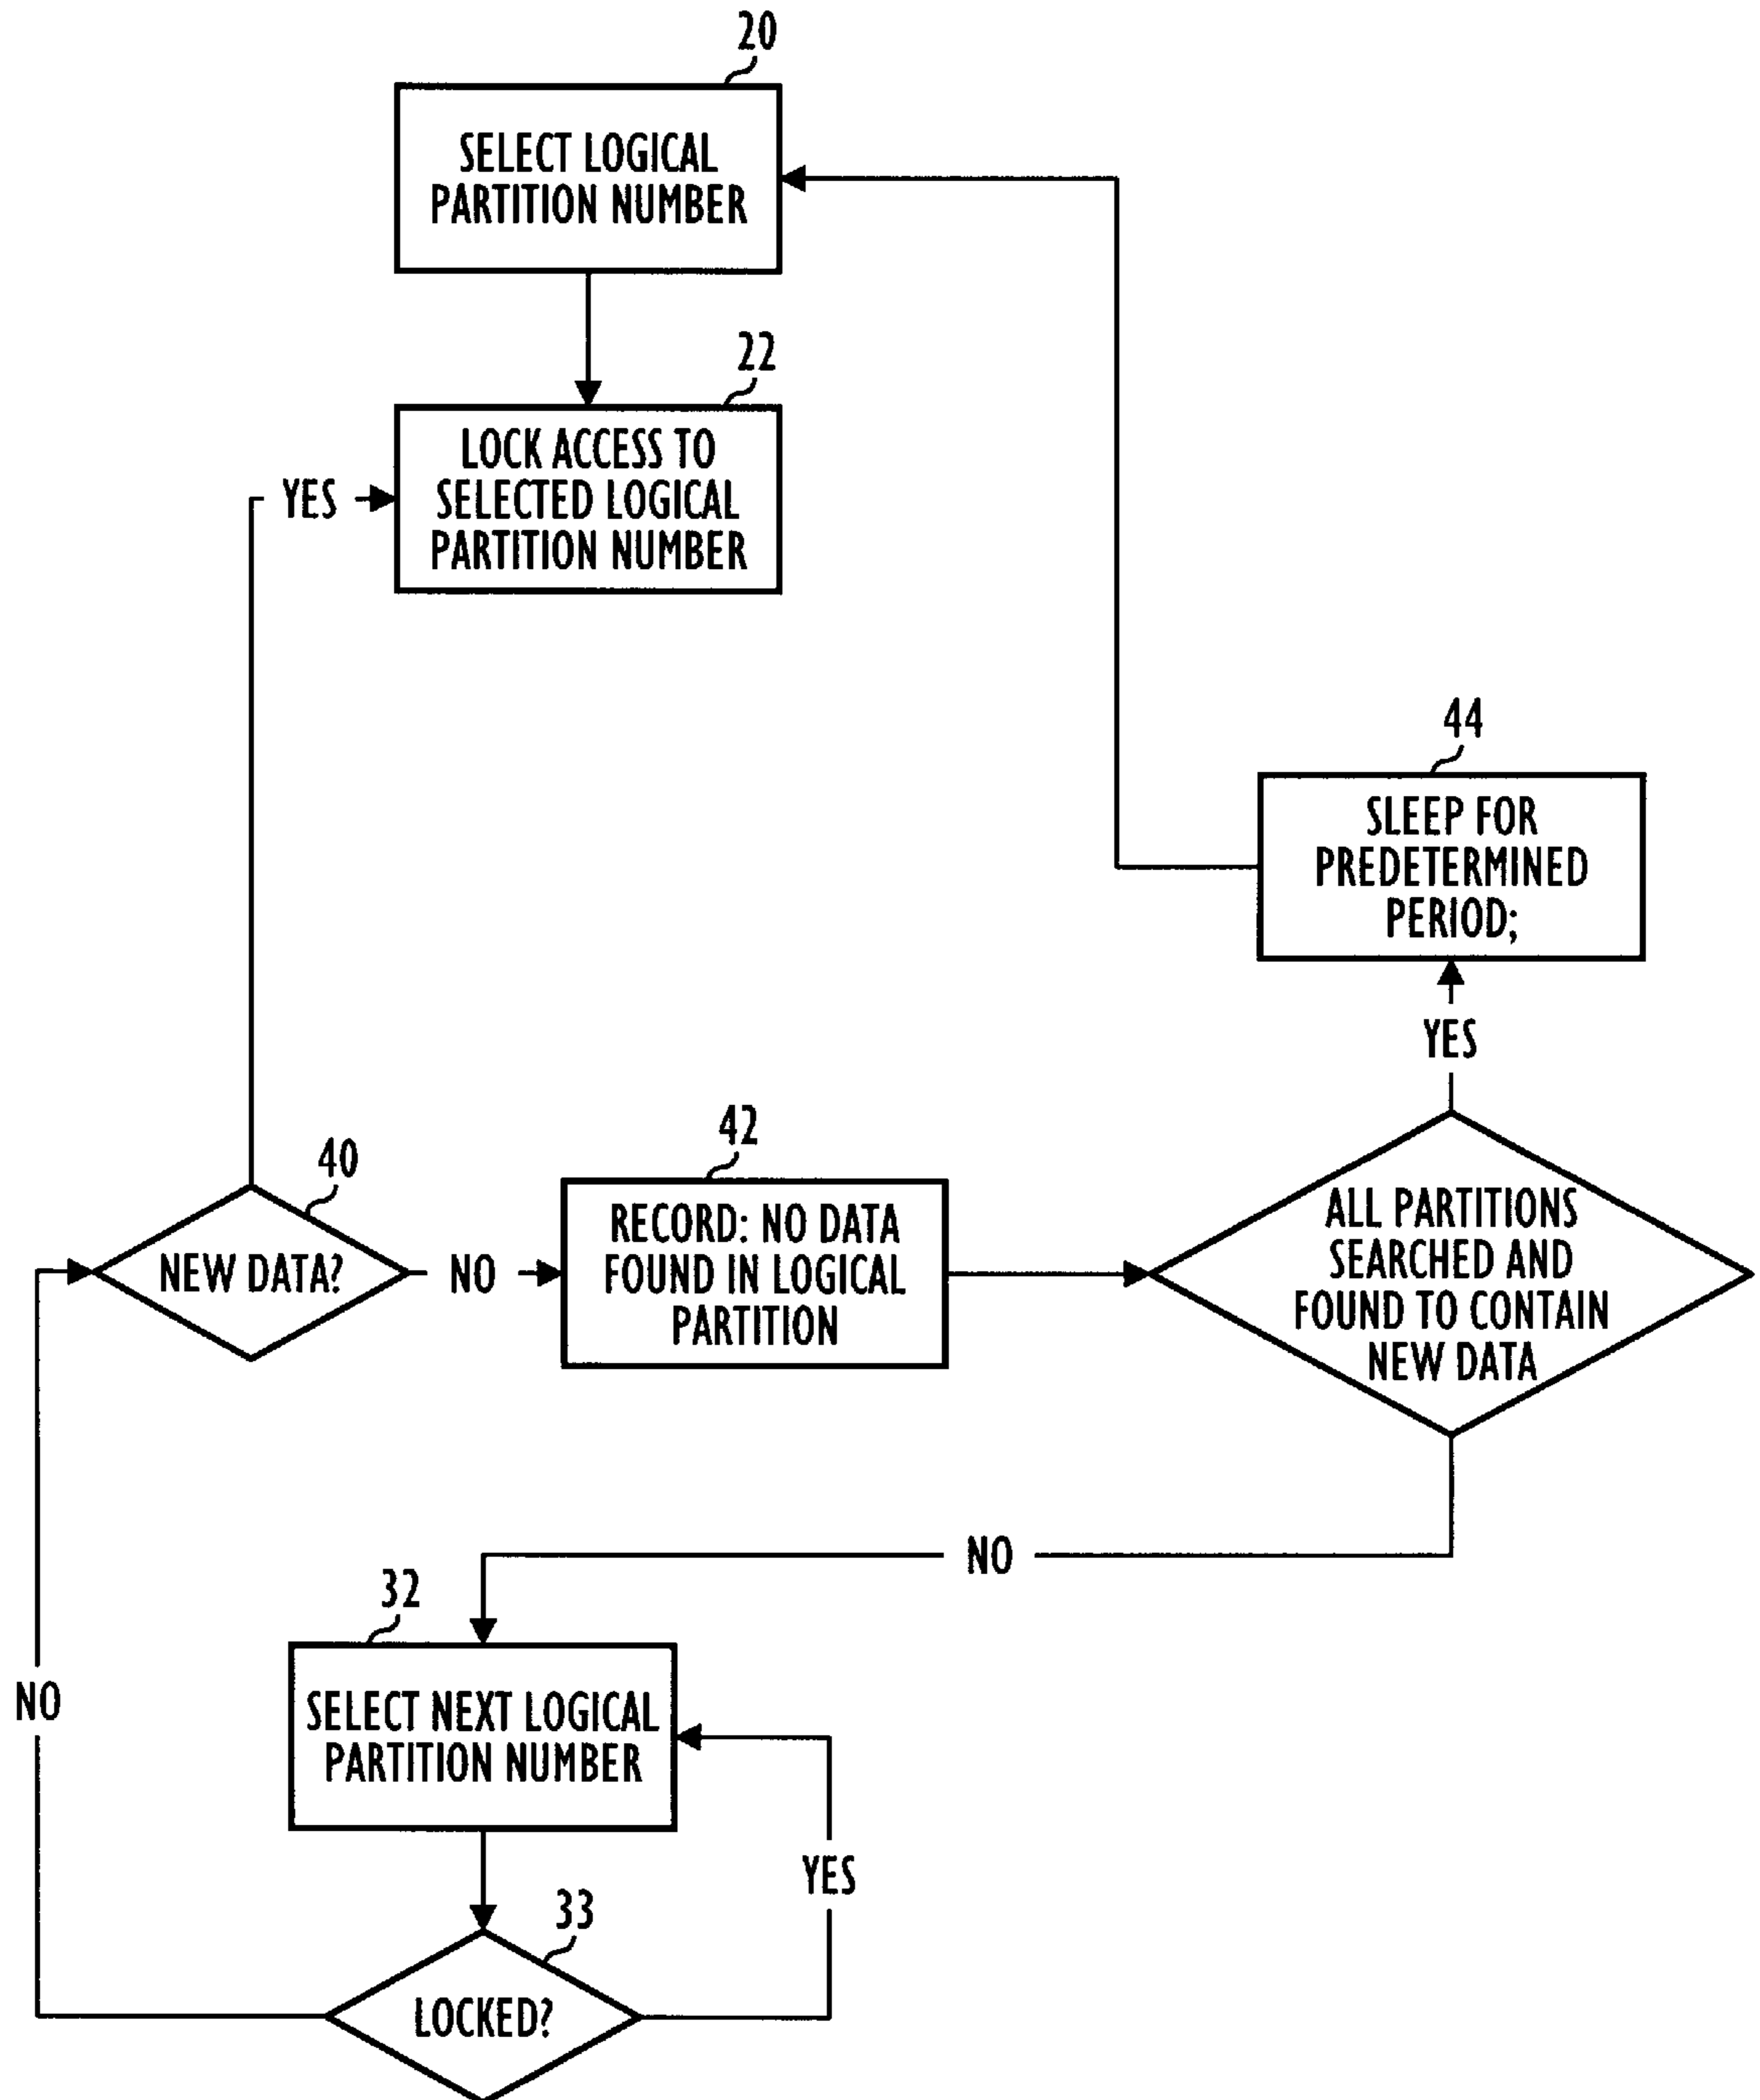 20
SELECT LOGICAL
PARTITION NUMBER
22
LOCK ACCESS TO
SELECTED LOGICAL
PARTITION NUMBER
YES
44
SLEEP FOR
PREDETERMINED
PERIOD;
YES
40
NEW DATA?
NO
42
RECORD: NO DATA
FOUND IN LOGICAL
PARTITION
ALL PARTITIONS
SEARCHED AND
FOUND TO CONTAIN
NEW DATA
NO
32
SELECT NEXT LOGICAL
PARTITION NUMBER
NO
YES
33
LOCKED?